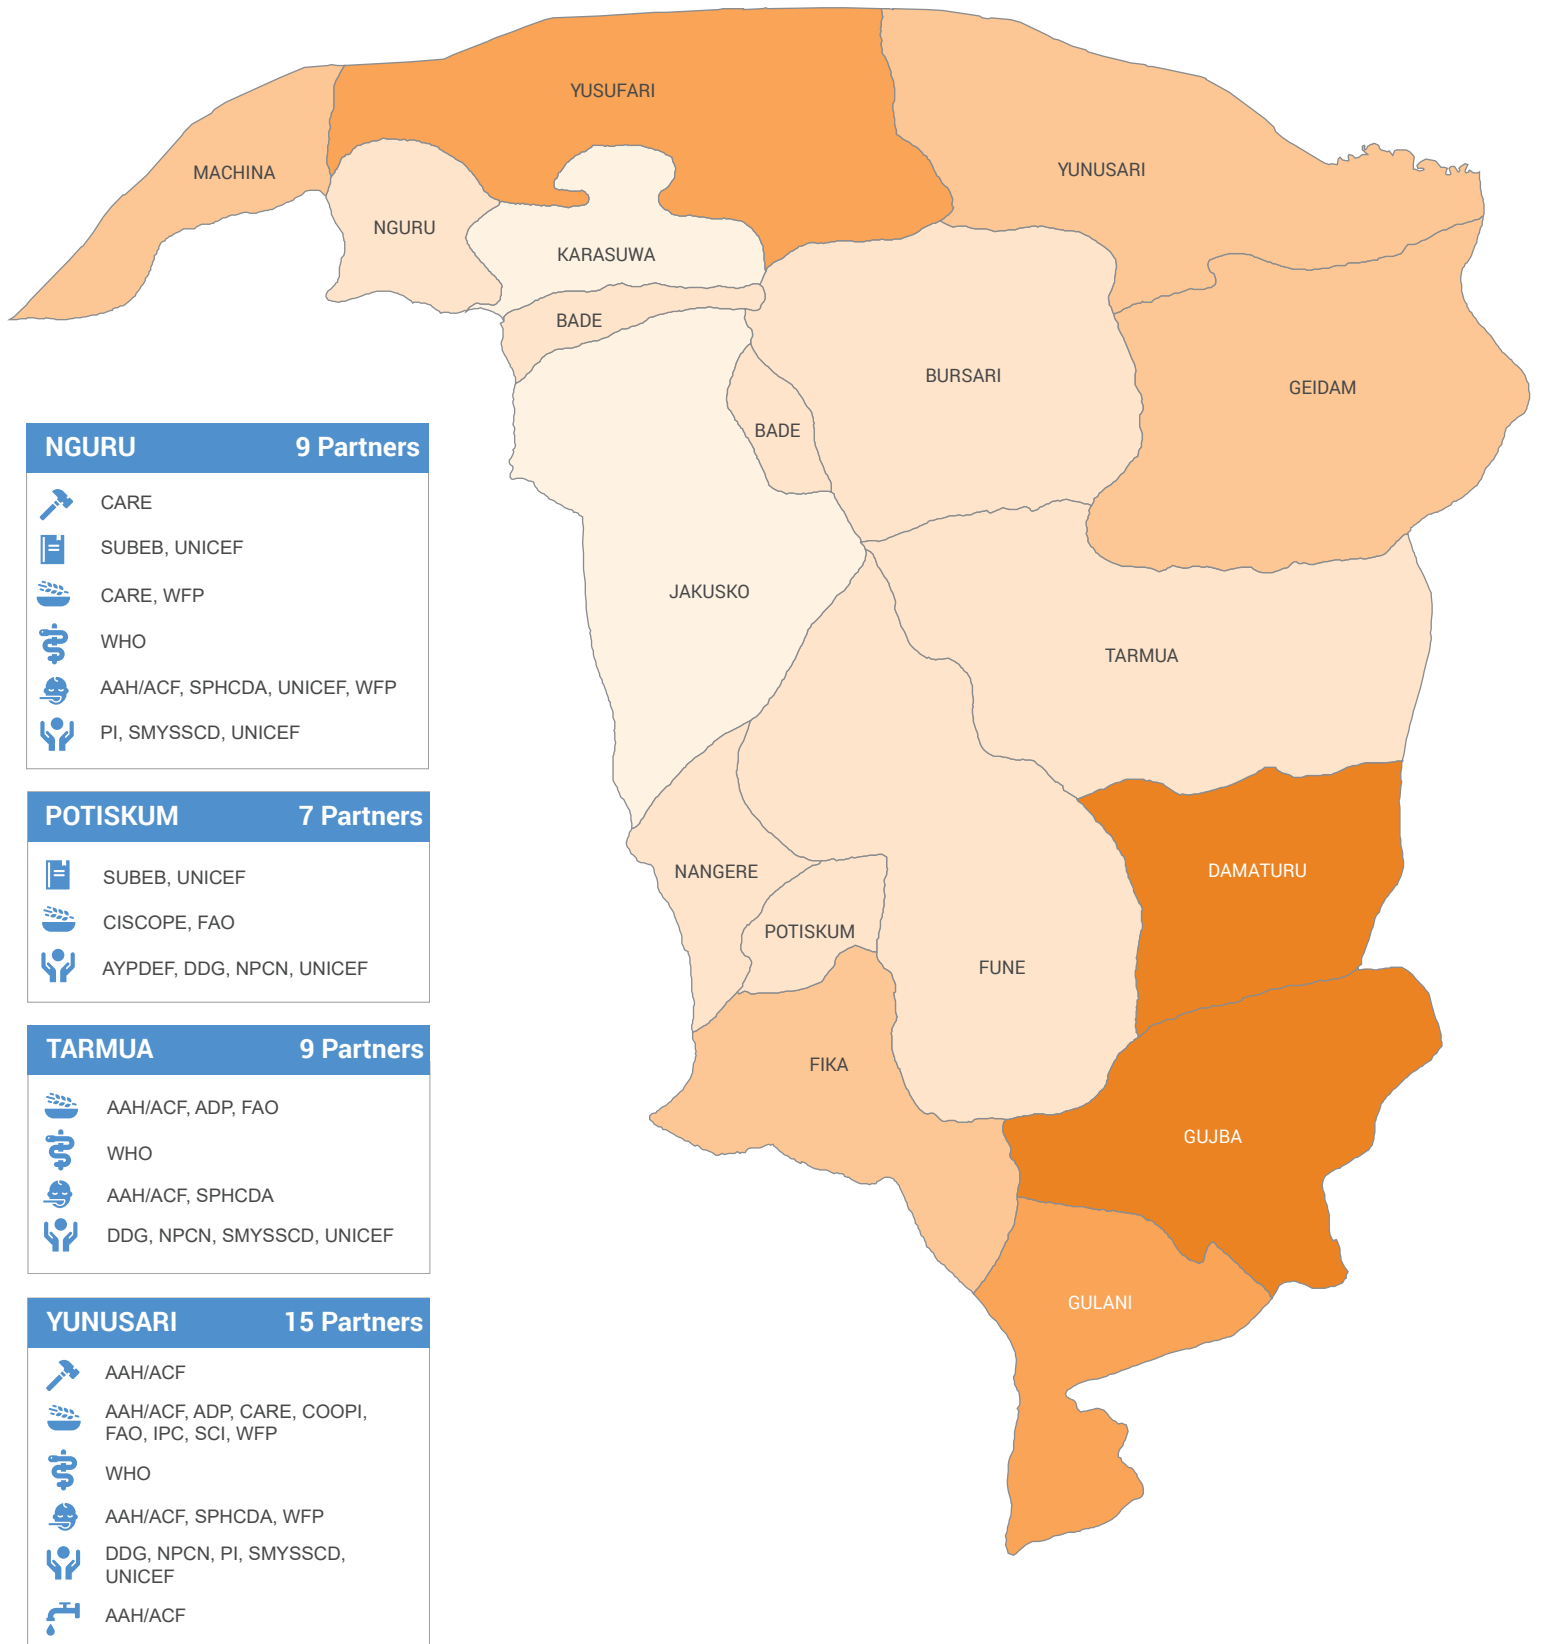 YUSUFARI
MACHINA
YUNUSARI
NGURU
KARASUWA
BADE
BURSARI
GEIDAM
BADE
JAKUSKO
TARMUA
NANGERE
DAMATURU
POTISKUM
FUNE
FIKA
GUJBA
GULANI
NGURU 9 Partners
CARE
SUBEB, UNICEF
CARE, WFP
WHO
AAH/ACF, SPHCDA, UNICEF, WFP
PI, SMYSSCD, UNICEF
POTISKUM 7 Partners
SUBEB, UNICEF
CISCOPE, FAO
AYPDEF, DDG, NPCN, UNICEF
TARMUA 9 Partners
AAH/ACF, ADP, FAO
WHO
AAH/ACF, SPHCDA
DDG, NPCN, SMYSSCD, UNICEF
YUNUSARI 15 Partners
AAH/ACF
AAH/ACF, ADP, CARE, COOPI,
FAO, IPC, SCI, WFP
WHO
AAH/ACF, SPHCDA, WFP
DDG, NPCN, PI, SMYSSCD,
UNICEF
AAH/ACF